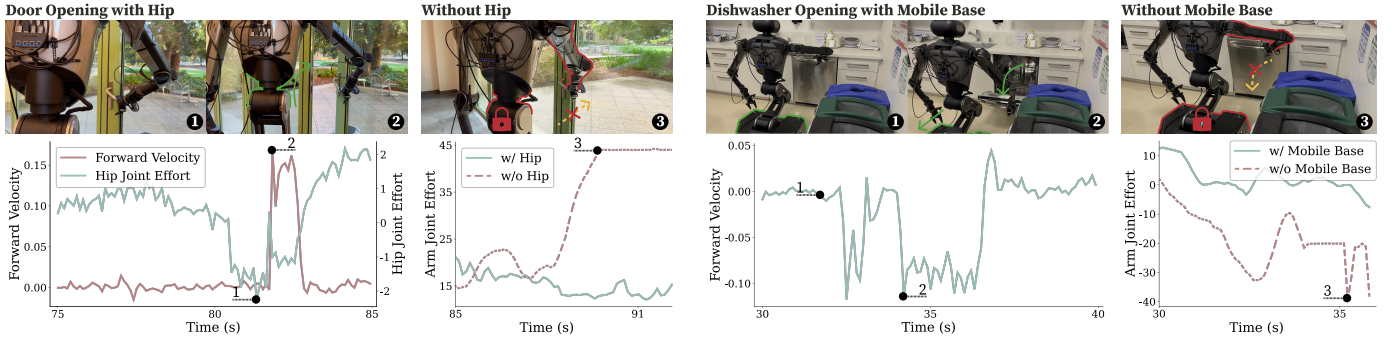 Door Opening with Hip
Without Hip
Dishwasher Opening with Mobile Base
Without Mobile Base
1
2
3
1
2
3
Forward Velocity
0.15
0.10
0.05
0.00
Forward Velocity
Hip Joint Effort
2
1
2
1
0
-1
-2
Hip Joint Effort
75
80
85
Time (s)
Arm Joint Effort
45
35
25
15
w/ Hip
w/o Hip
3
85
91
Time (s)
Forward Velocity
0.05
0.00
-0.05
-0.10
1
2
30
35
40
Time (s)
Arm Joint Effort
10
0
-10
-20
-30
-40
w/ Mobile Base
w/o Mobile Base
3
30
35
Time (s)